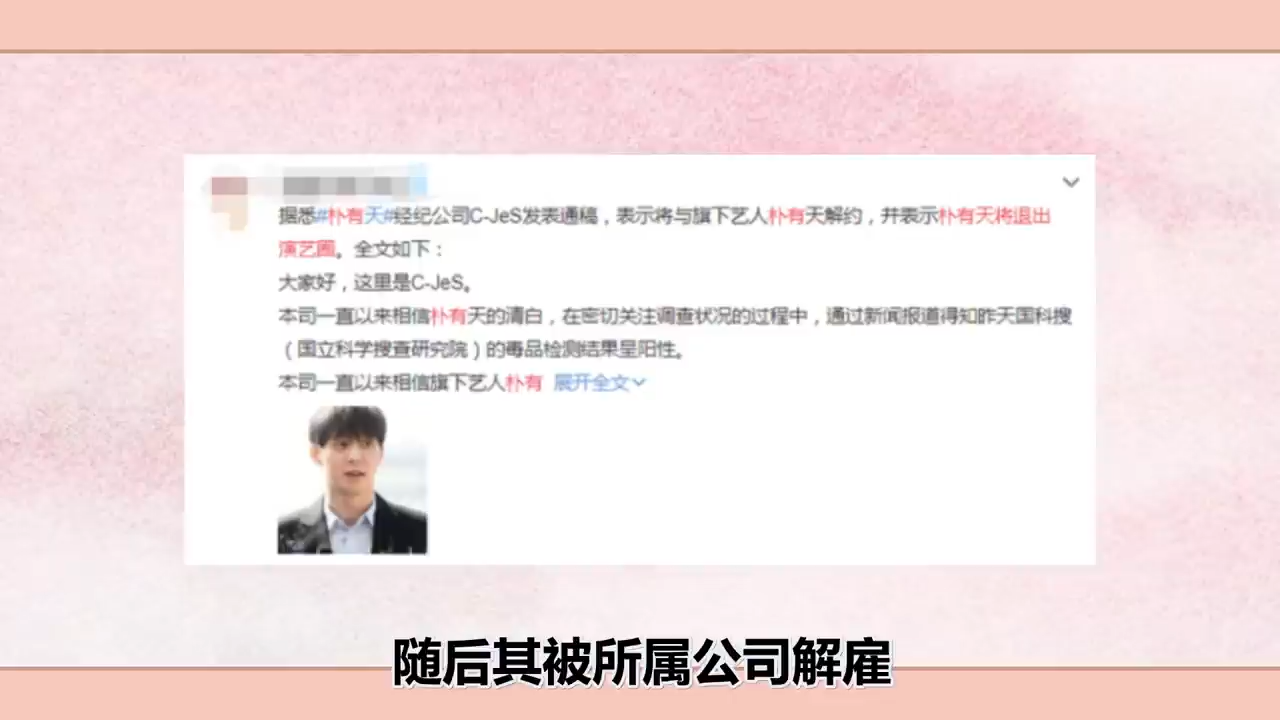 据悉#朴有天#经纪公司C-JeS发表通稿，表示将与旗下艺人朴有天解约，并表示朴有天将退出
演艺圈。全文如下：
大家好，这里是C-JeS。
本司一直以来相信朴有天的清白，在密切关注调查状况的过程中，通过新闻报道得知昨天国科搜
（国立科学搜查研究院）的毒品检测结果呈阳性。
本司一直以来相信旗下艺人朴有 展开全文
随后其被所属公司解雇